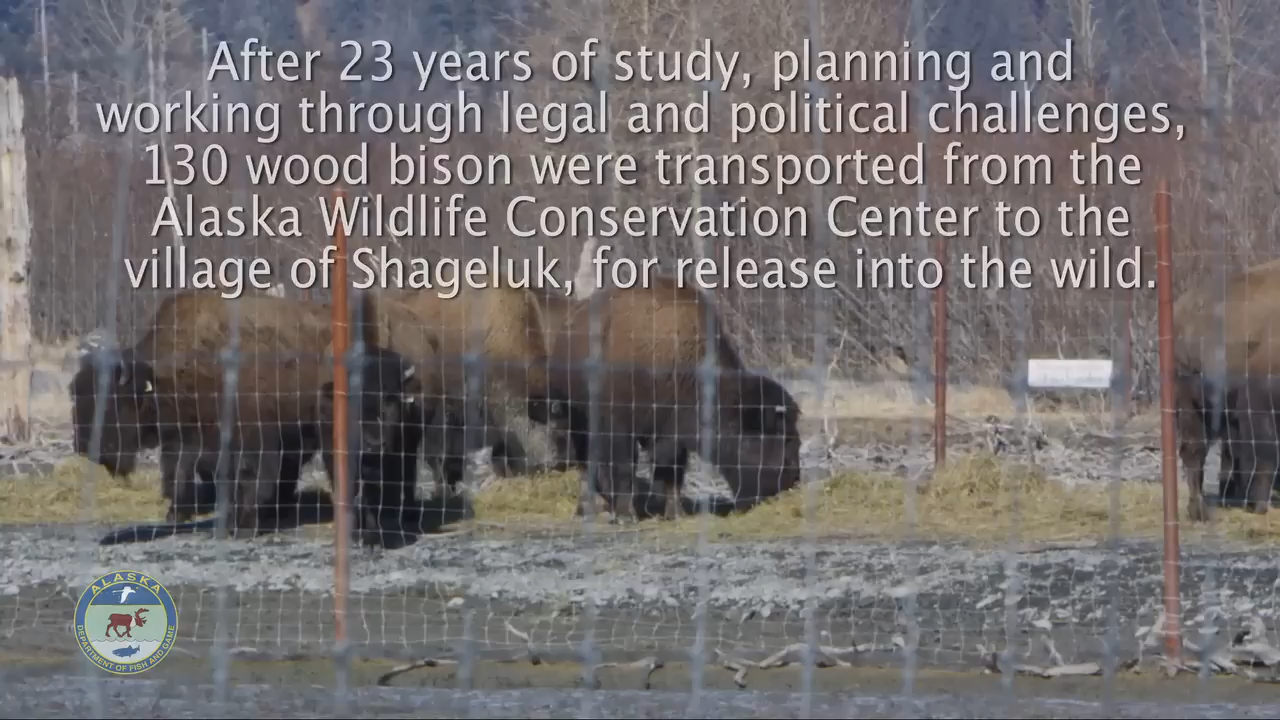 After 23 years of study, planning and
working through legal and political challenges,
130 wood bison were transported from the
Alaska Wildlife Conservation Center to the
village of Shageluk, for release into the wild.
ALASKA
DEPARTMENT OF FISH AND GAME